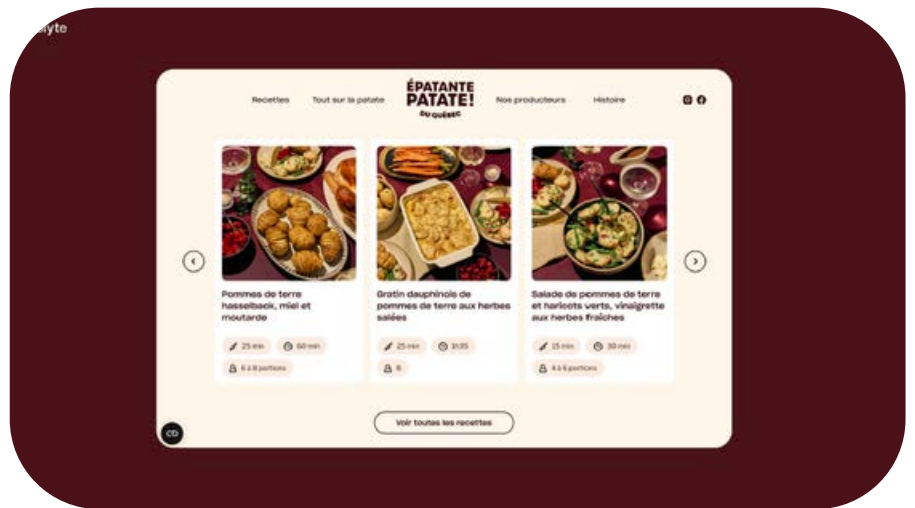 lyte
ÉPATANTE
PATATE!
DU QUÉBEC
Recettes Tout sur la patate Nos producteurs Histoire
Pommes de terre
hasselback, miel et
moutarde
25 min 60 min
6 à 8 portions
Gratin dauphinois de
pommes de terre aux herbes
salées
25 min 1h35
8
Salade de pommes de terre
et haricots verts, vinaigrette
aux herbes fraîches
15 min 30 min
4 à 6 portions
Voir toutes les recettes